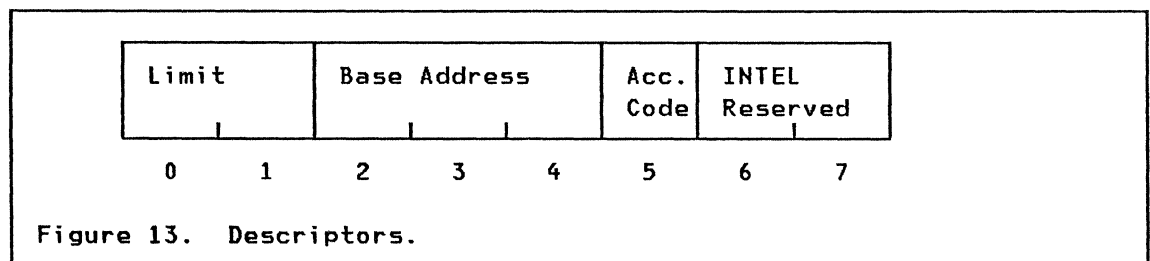 Limit Base Address Acc. INTEL
Code Reserved
0 1 2 3 4 5 6 7
Figure 13. Descriptors.